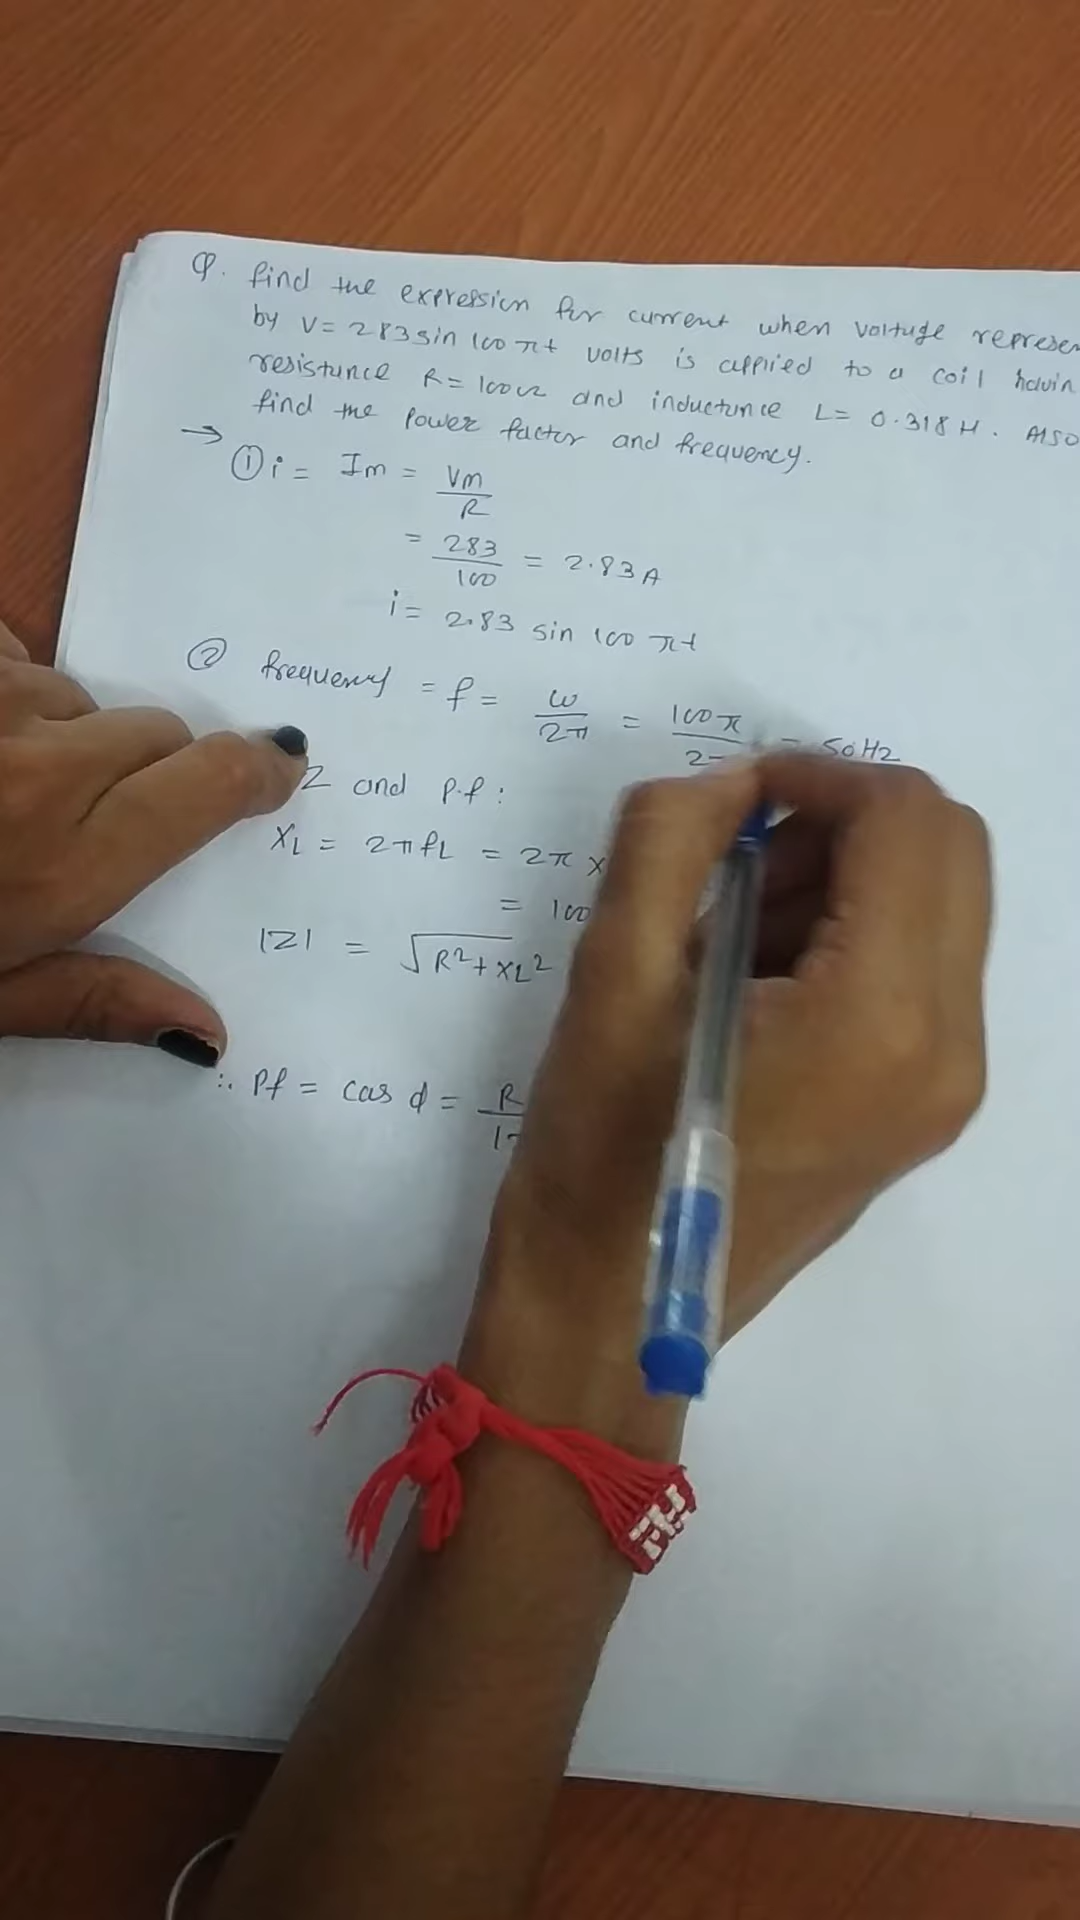 Q. find the expression for current when voltage represen
by V = 283 sin 100 πt volts is applied to a coil havin
resistance R = 100Ω and inductance L = 0.318 H. Also
find the power factor and frequency.
→ ① i = Im = Vm/R
= 283/100 = 2.83 A
i = 2.83 sin 100 πt
② frequency = f = ω/2π = 100π/2 = 50Hz
Z and p.f :
XL = 2πfL = 2π x
= 100
|Z| = √R²+XL²
∴ Pf = cos φ = R